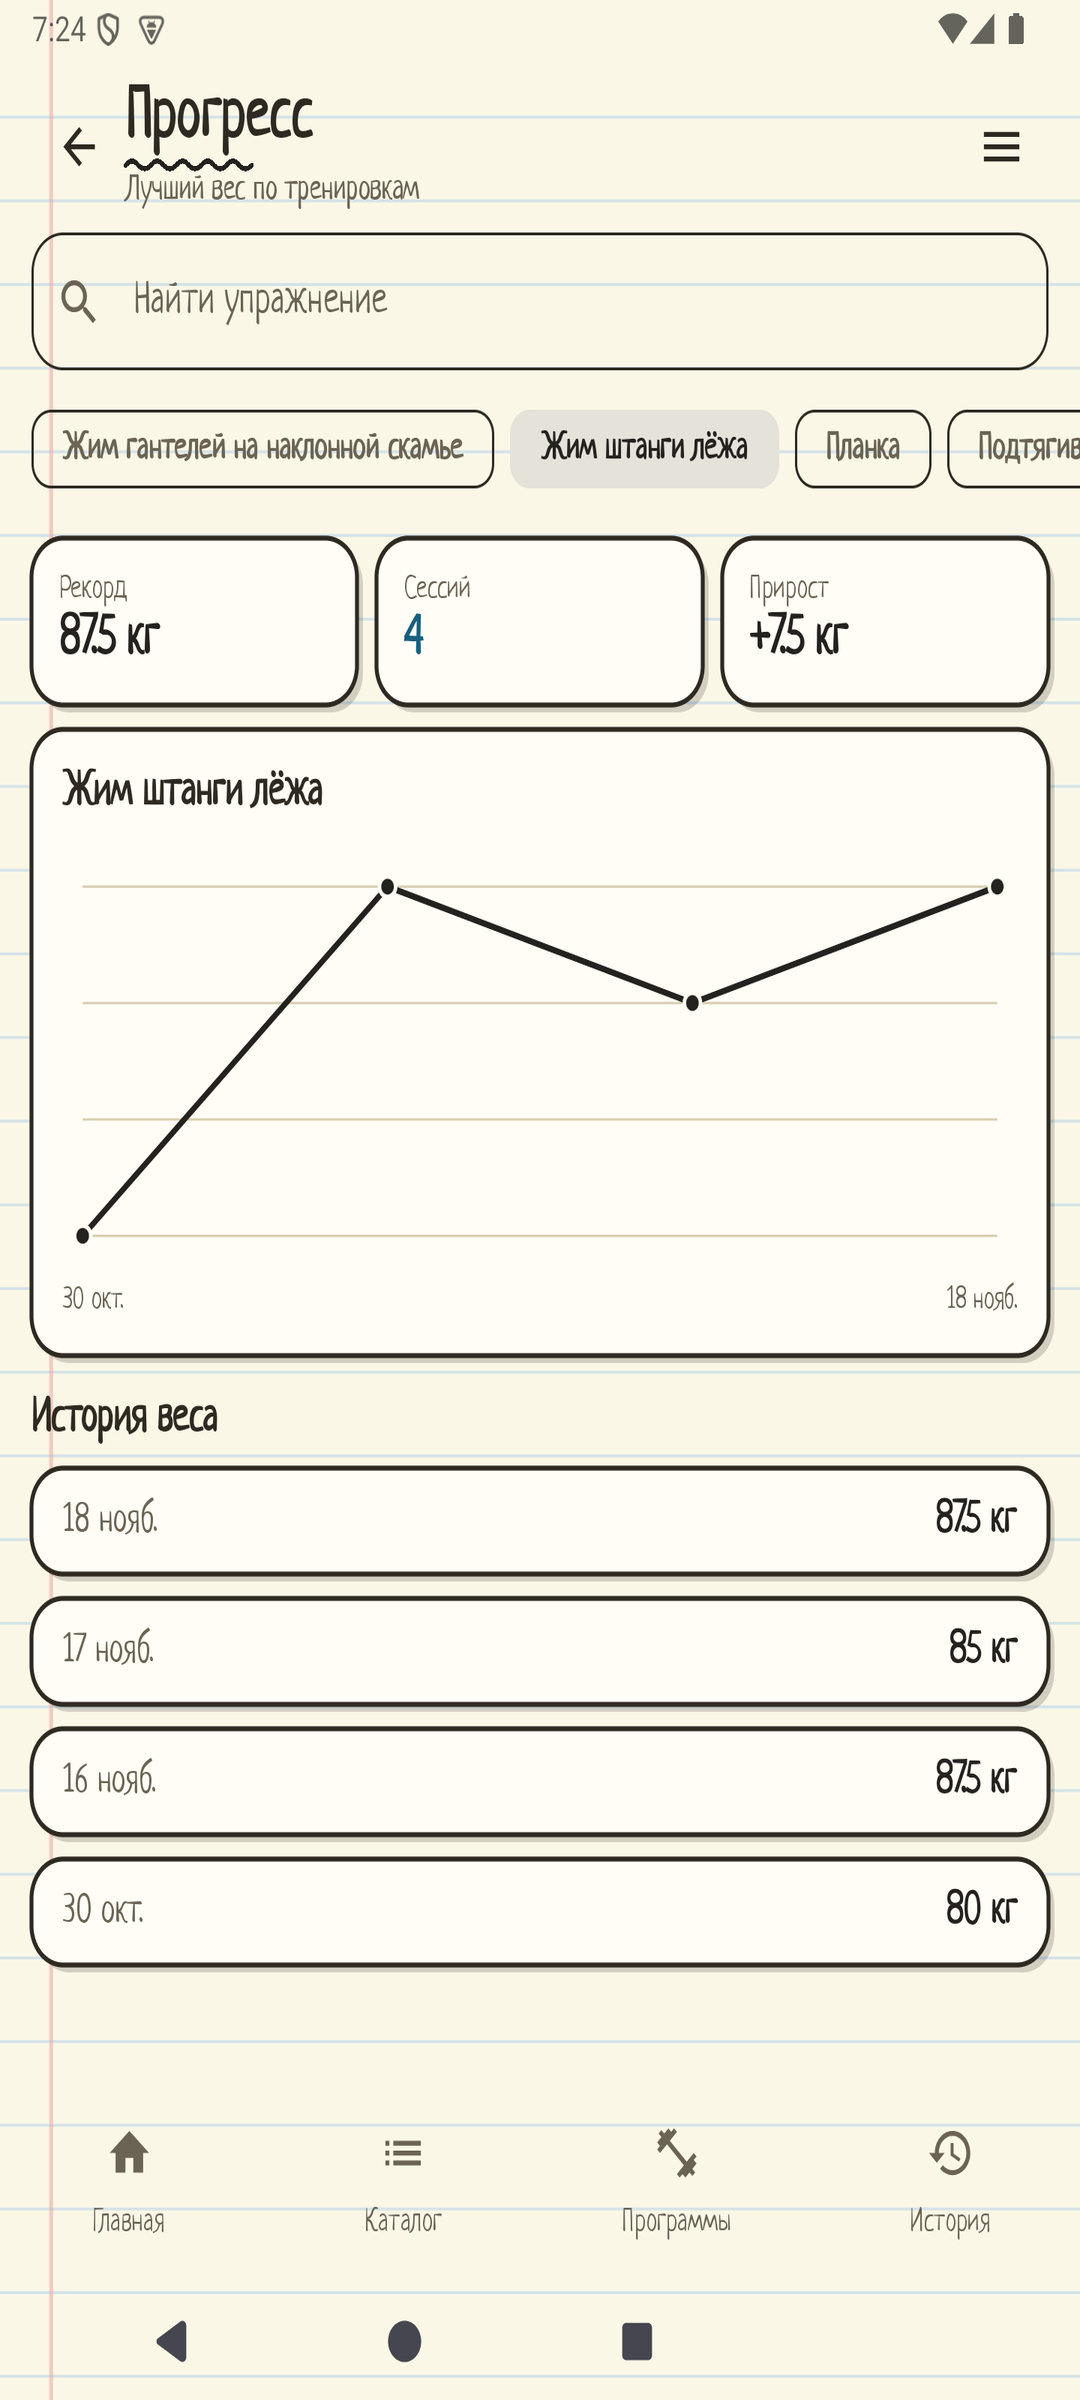 7:24
Прогресс
Лучший вес по тренировкам
Найти упражнение
Жим гантелей на наклонной скамье
Жим штанги лёжа
Планка
Подтягив
Рекорд
87.5 кг
Сессий
4
Прирост
+7.5 кг
Жим штанги лёжа
30 окт.
18 нояб.
История веса
18 нояб.
87.5 кг
17 нояб.
85 кг
16 нояб.
87.5 кг
30 окт.
80 кг
Главная
Каталог
Программы
История